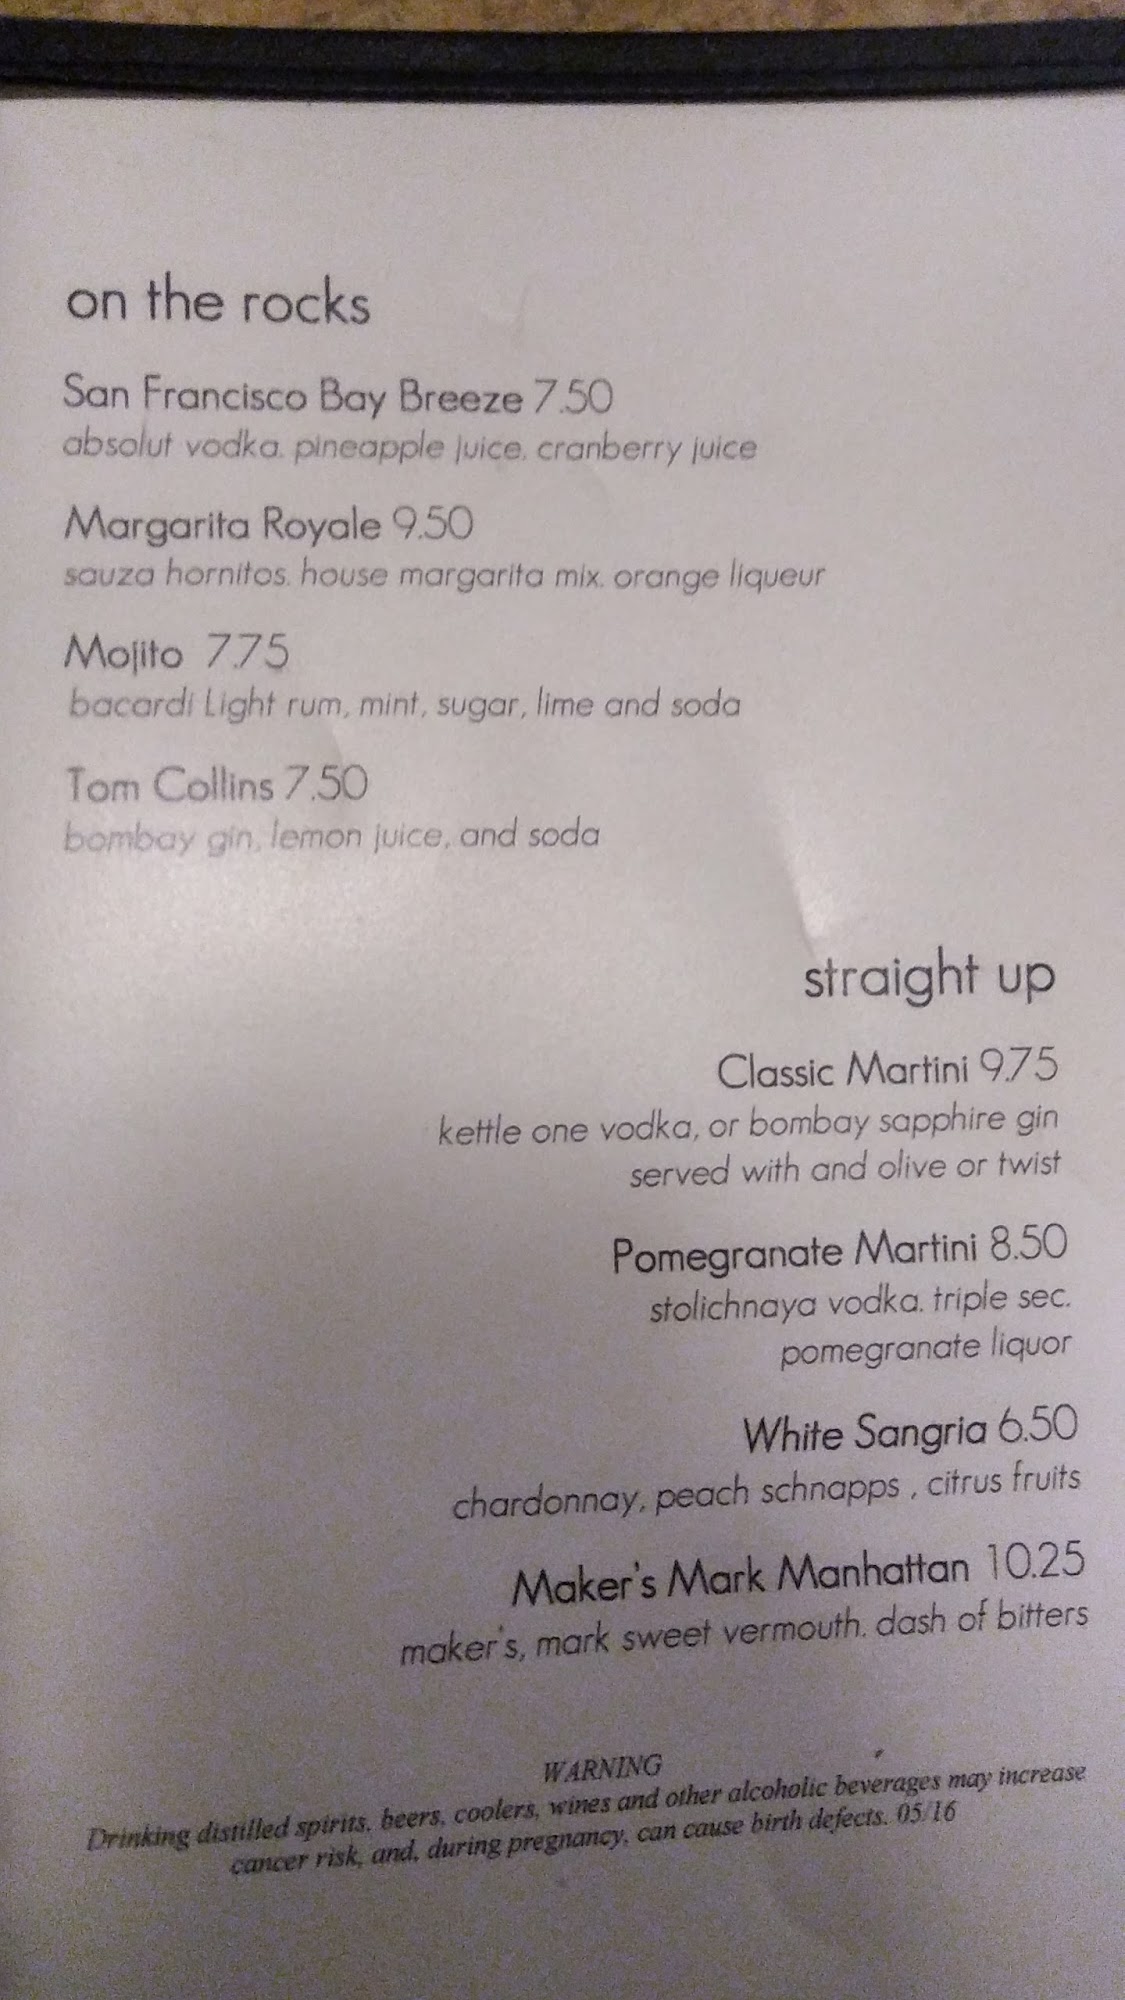 on the rocks
San Francisco Bay Breeze 7.50
absolut vodka. pineapple juice. cranberry juice
Margarita Royale 9.50
sauza hornitos. house margarita mix. orange liqueur
Mojito 7.75
bacardi Light rum, mint, sugar, lime and soda
Tom Collins 7.50
bombay gin, lemon juice, and soda
straight up
Classic Martini 9.75
kettle one vodka, or bombay sapphire gin
served with and olive or twist
Pomegranate Martini 8.50
stolichnaya vodka. triple sec.
pomegranate liquor
White Sangria 6.50
chardonnay, peach schnapps , citrus fruits
Maker's Mark Manhattan 10.25
maker's, mark sweet vermouth. dash of bitters
WARNING
Drinking distilled spirits, beers, coolers, wines and other alcoholic beverages may increase
cancer risk, and, during pregnancy, can cause birth defects. 05/16